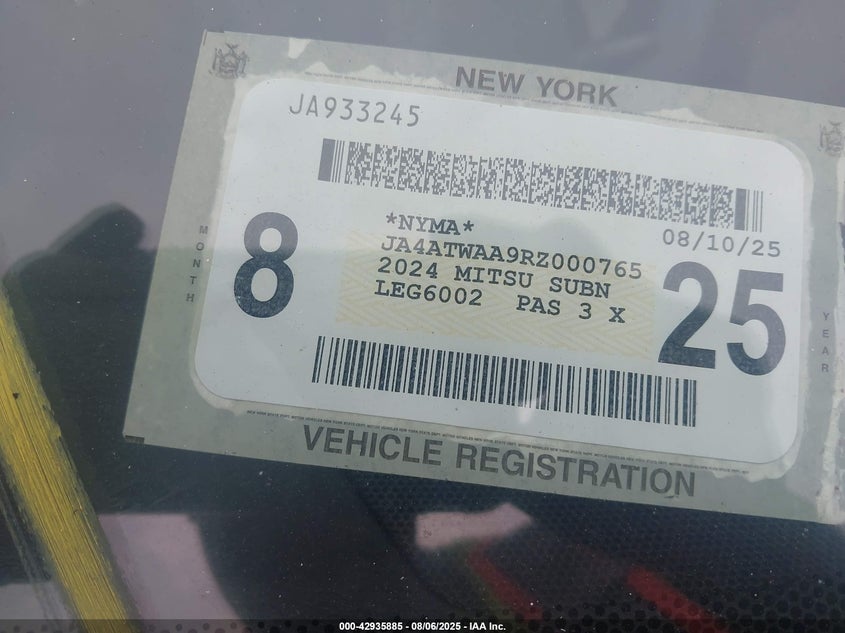 NEW YORK
JA933245
*NYMA*
08/10/25
JA4ATWAA9RZ000765
2024 MITSU SUBN
LEG6002 PAS 3 X
MONTH
8
25
YEAR
VEHICLE REGISTRATION
000-42935885 - 08/06/2025 - IAA Inc.